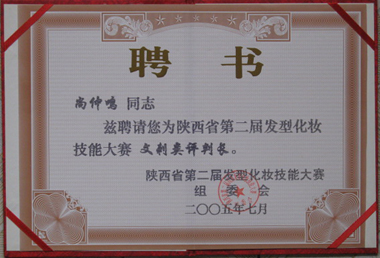 聘书
尚仲鸣 同志
兹聘请您为陕西省第二届发型化妆
技能大赛 文刺类评判长。
陕西省第二届发型化妆技能大赛
组委会
二〇〇五年七月